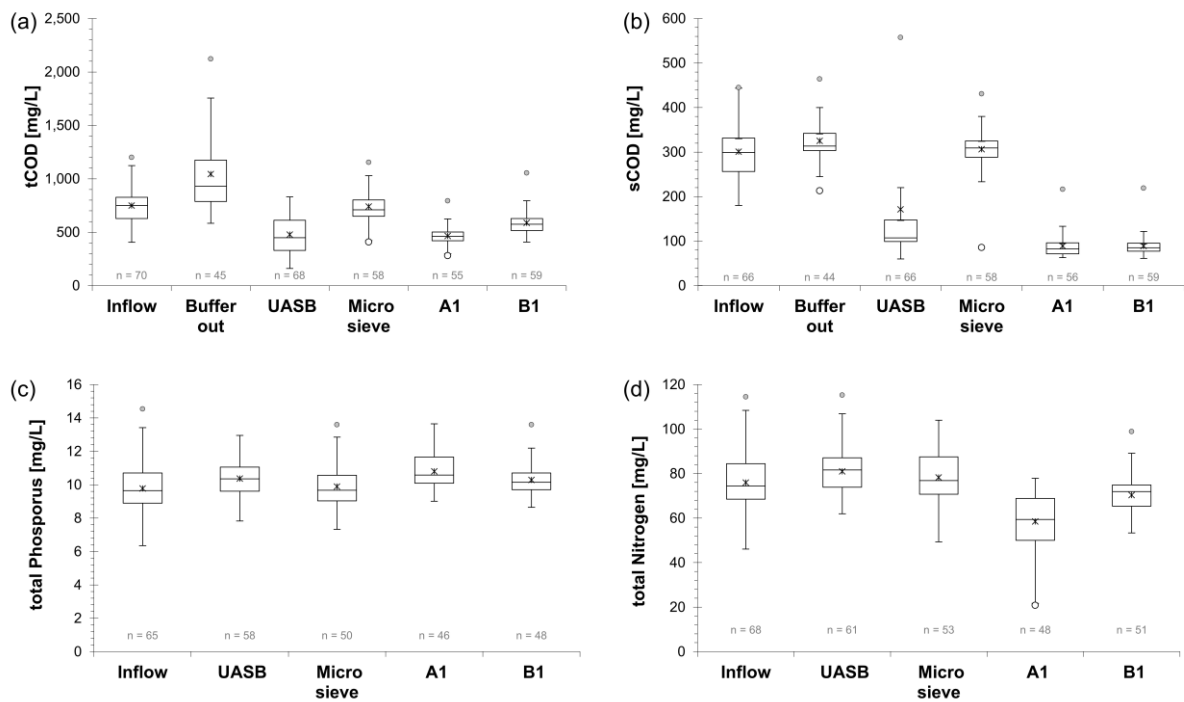 (a)
tCOD [mg/L]
2,500
2,000
1,500
1,000
500
0
n = 70
n = 45
n = 68
n = 58
n = 55
n = 59
Inflow
Buffer
out
UASB
Micro
sieve
A1
B1
(b)
sCOD [mg/L]
600
500
400
300
200
100
0
n = 66
n = 44
n = 66
n = 58
n = 56
n = 59
Inflow
Buffer
out
UASB
Micro
sieve
A1
B1
(c)
total Phosporus [mg/L]
16
14
12
10
8
6
4
2
0
n = 65
n = 58
n = 50
n = 46
n = 48
Inflow
UASB
Micro
sieve
A1
B1
(d)
total Nitrogen [mg/L]
120
100
80
60
40
20
0
n = 68
n = 61
n = 53
n = 48
n = 51
Inflow
UASB
Micro
sieve
A1
B1